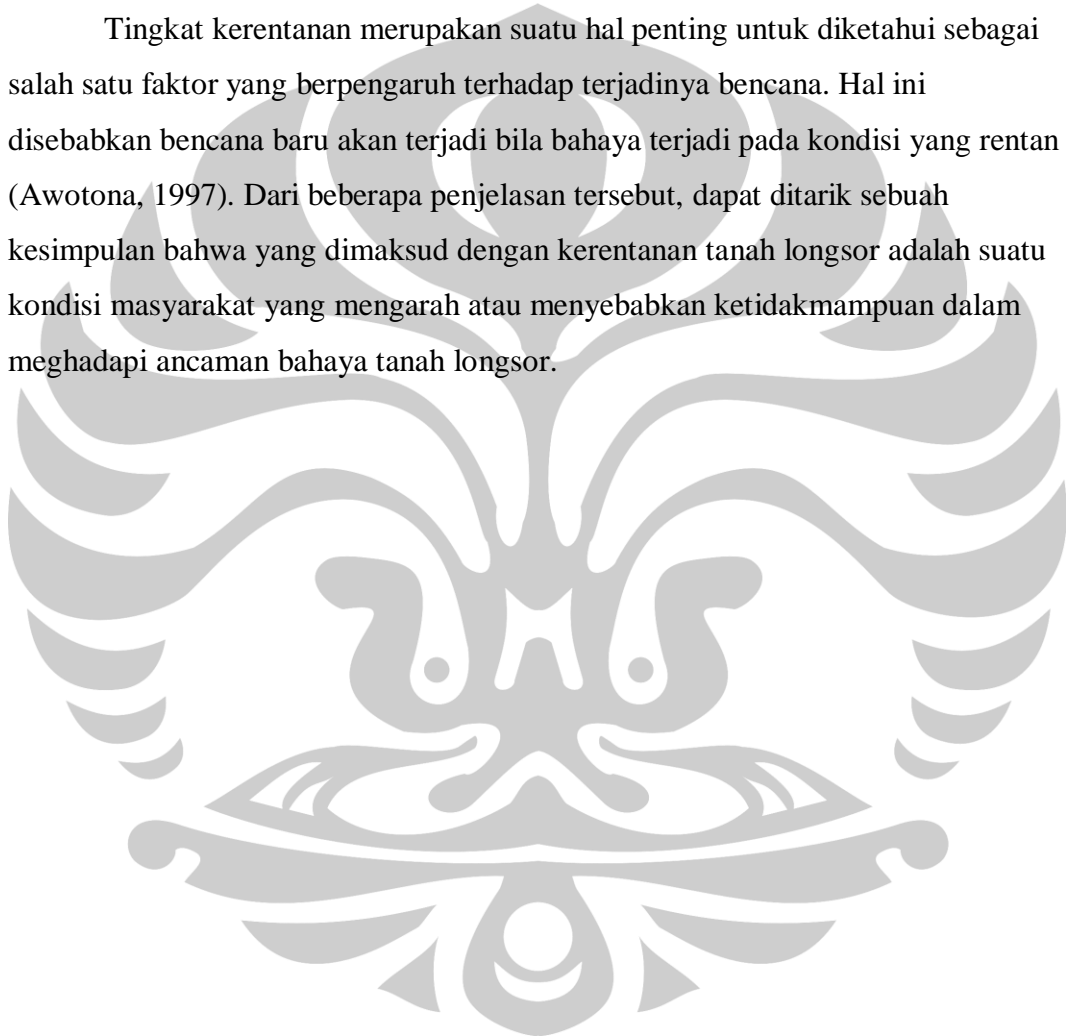 Tingkat kerentanan merupakan suatu hal penting untuk diketahui sebagai
salah satu faktor yang berpengaruh terhadap terjadinya bencana. Hal ini
disebabkan bencana baru akan terjadi bila bahaya terjadi pada kondisi yang rentan
(Awotona, 1997). Dari beberapa penjelasan tersebut, dapat ditarik sebuah
kesimpulan bahwa yang dimaksud dengan kerentanan tanah longsor adalah suatu
kondisi masyarakat yang mengarah atau menyebabkan ketidakmampuan dalam
meghadapi ancaman bahaya tanah longsor.